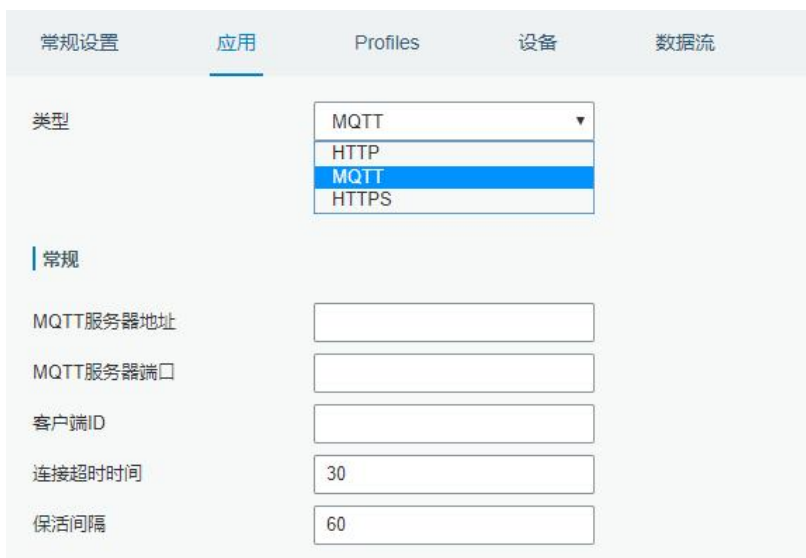 常规设置 应用 Profiles 设备 数据流
类型 MQTT
HTTP
MQTT
HTTPS
常规
MQTT服务器地址
MQTT服务器端口
客户端ID
连接超时时间 30
保活间隔 60